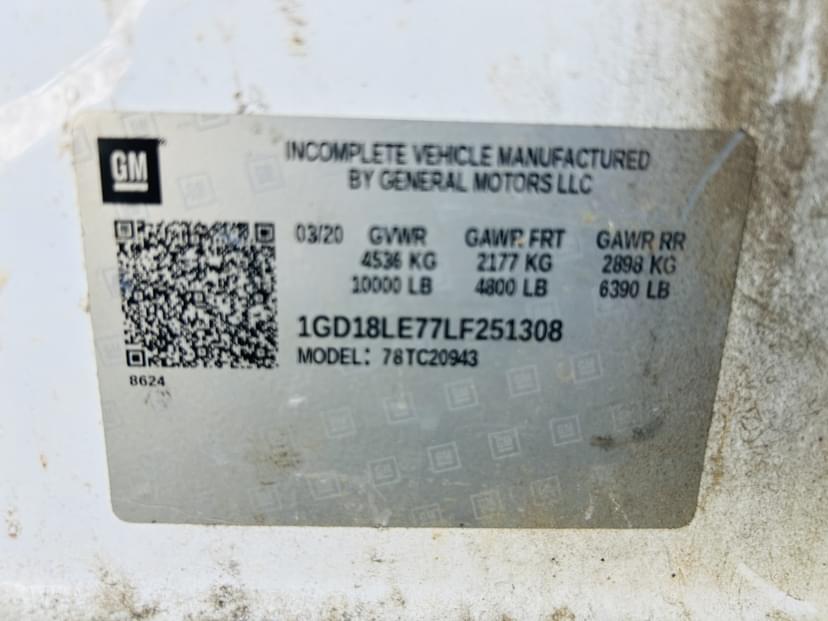 GM
INCOMPLETE VEHICLE MANUFACTURED
BY GENERAL MOTORS LLC
03/20 GVWR GAWR FRT GAWR RR
4536 KG 2177 KG 2898 KG
10000 LB 4800 LB 6390 LB
1GD18LE77LF251308
MODEL: 78TC20943
8624